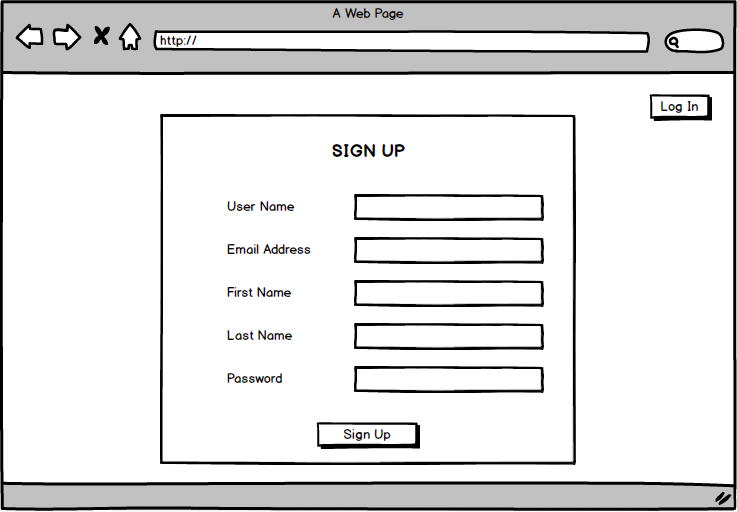 A Web Page
http://
Log In
SIGN UP
User Name
Email Address
First Name
Last Name
Password
Sign Up